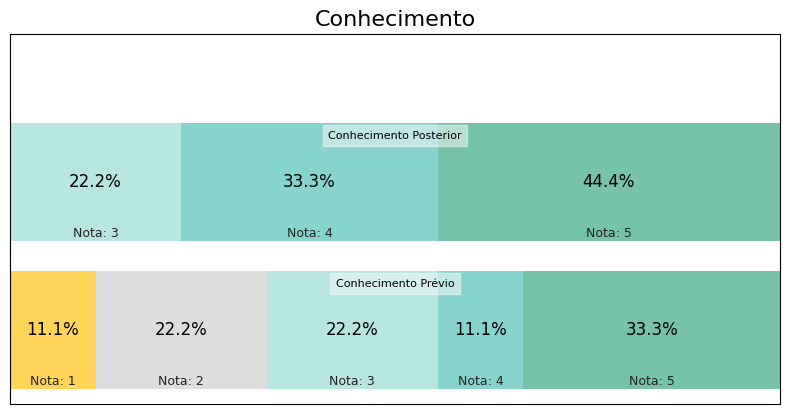 Conhecimento
Conhecimento Posterior
22.2% 33.3% 44.4%
Nota: 3 Nota: 4 Nota: 5
Conhecimento Prévio
11.1% 22.2% 22.2% 11.1% 33.3%
Nota: 1 Nota: 2 Nota: 3 Nota: 4 Nota: 5